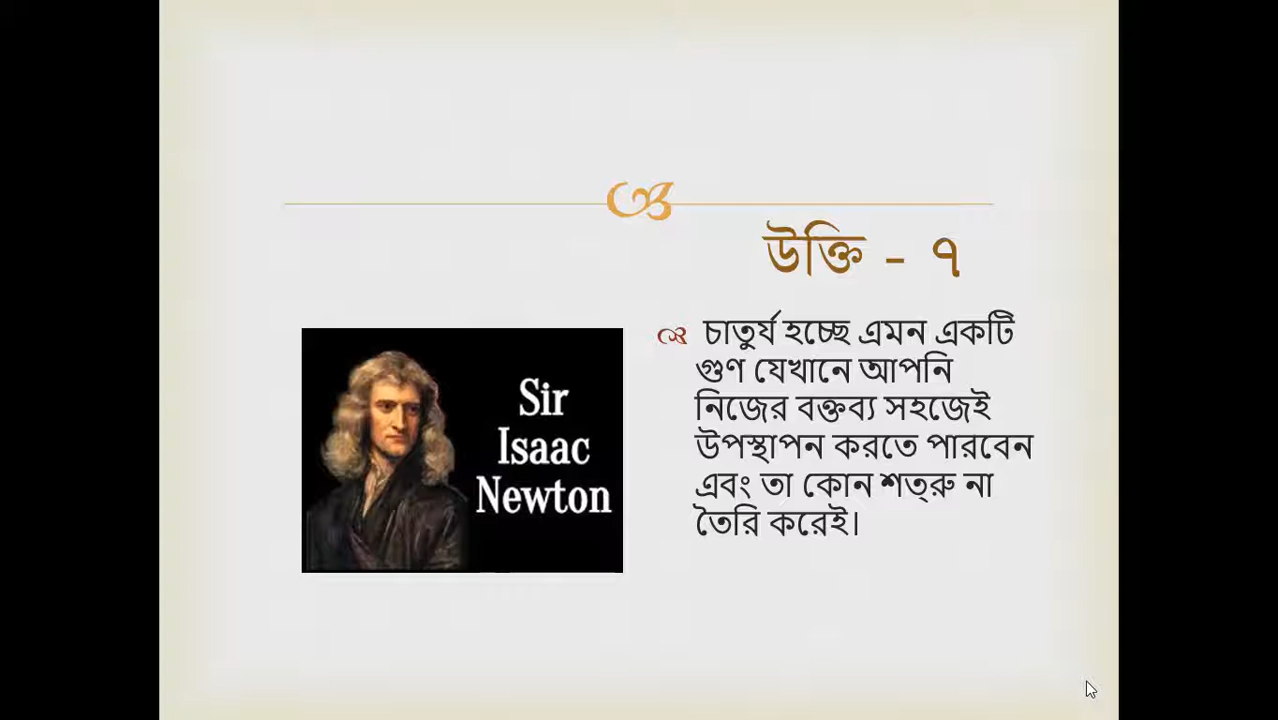 উক্তি - ৭
Sir
Isaac
Newton
চাতুর্য হচ্ছে এমন একটি
গুণ যেখানে আপনি
নিজের বক্তব্য সহজেই
উপস্থাপন করতে পারবেন
এবং তা কোন শত্রু না
তৈরি করেই।